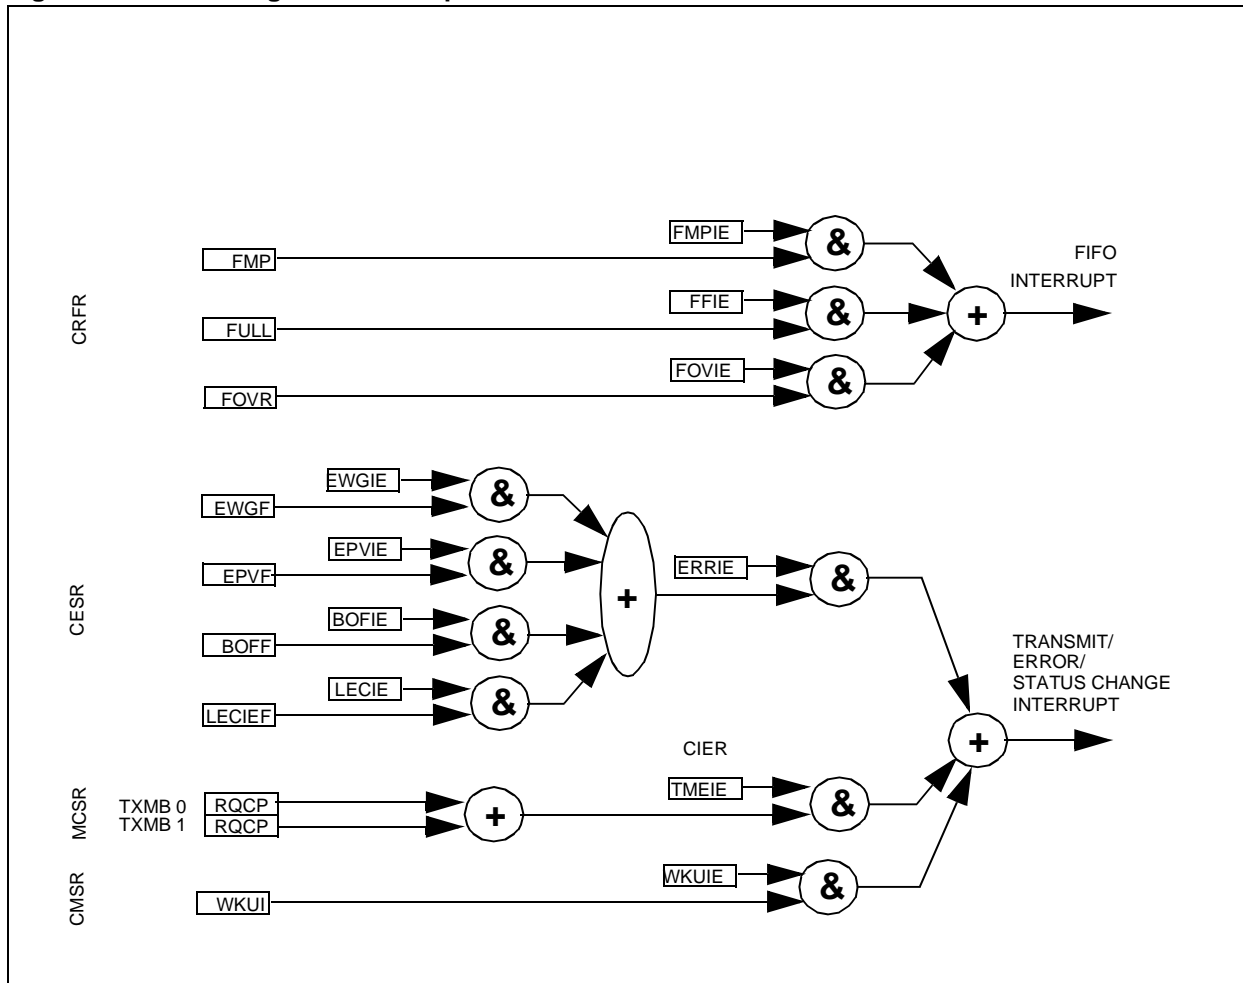 FMPIE
&
FMP
FIFO
INTERRUPT
CRFR
FFIE
&
+
FULL
FOVIE
&
FOVR
EWGIE
&
EWGF
EPVIE
&
EPVF
ERRIE
&
CESR
+
BOFIE
&
BOFF
TRANSMIT/
ERROR/
STATUS CHANGE
INTERRUPT
LECIE
&
LECIEF
+
CIER
MCSR
TXMB 0
RQCP
TXMB 1
RQCP
+
TMEIE
&
CMSR
WKUIE
&
WKUI